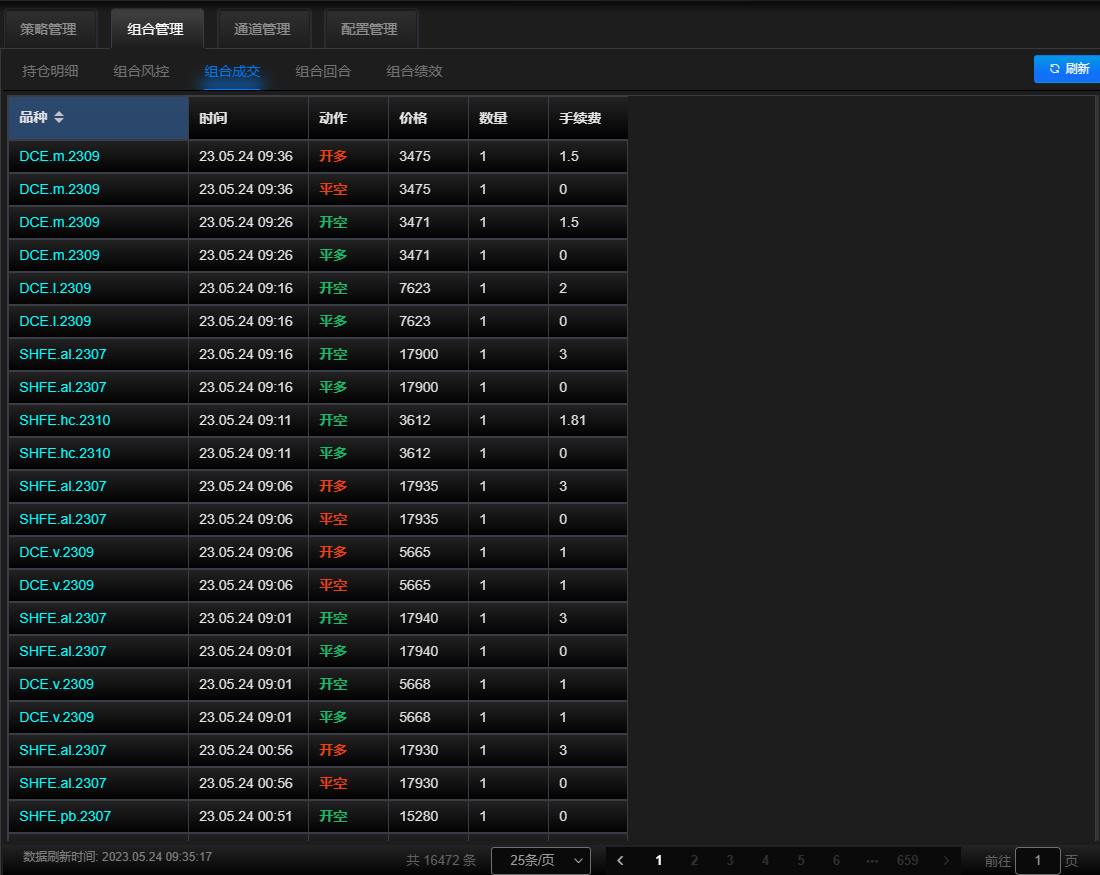 策略管理 组合管理 通道管理 配置管理
持仓明细 组合风控 组合成交 组合回合 组合绩效 刷新
品种 时间 动作 价格 数量 手续费
DCE.m.2309 23.05.24 09:36 开多 3475 1 1.5
DCE.m.2309 23.05.24 09:36 平空 3475 1 0
DCE.m.2309 23.05.24 09:26 开空 3471 1 1.5
DCE.m.2309 23.05.24 09:26 平多 3471 1 0
DCE.l.2309 23.05.24 09:16 开空 7623 1 2
DCE.l.2309 23.05.24 09:16 平多 7623 1 0
SHFE.al.2307 23.05.24 09:16 开空 17900 1 3
SHFE.al.2307 23.05.24 09:16 平多 17900 1 0
SHFE.hc.2310 23.05.24 09:11 开空 3612 1 1.81
SHFE.hc.2310 23.05.24 09:11 平多 3612 1 0
SHFE.al.2307 23.05.24 09:06 开多 17935 1 3
SHFE.al.2307 23.05.24 09:06 平空 17935 1 0
DCE.v.2309 23.05.24 09:06 开多 5665 1 1
DCE.v.2309 23.05.24 09:06 平空 5665 1 1
SHFE.al.2307 23.05.24 09:01 开空 17940 1 3
SHFE.al.2307 23.05.24 09:01 平多 17940 1 0
DCE.v.2309 23.05.24 09:01 开空 5668 1 1
DCE.v.2309 23.05.24 09:01 平多 5668 1 1
SHFE.al.2307 23.05.24 00:56 开多 17930 1 3
SHFE.al.2307 23.05.24 00:56 平空 17930 1 0
SHFE.pb.2307 23.05.24 00:51 开空 15280 1 0
数据刷新时间: 2023.05.24 09:35:17 共 16472 条 25条/页 1 2 3 4 5 6 ••• 659 前往 1 页